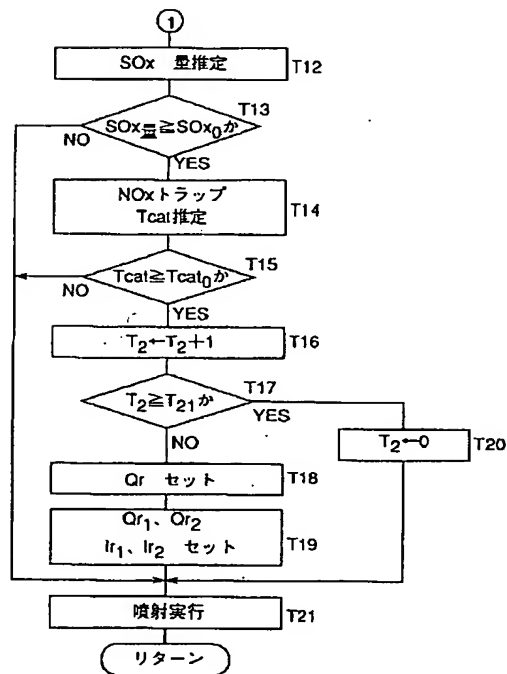 1
SOx 量推定 T12
T13
SOx量≧SOx₀か
NO
YES
NOxトラップ
Tcat推定
T14
T15
Tcat≧Tcat₀か
NO
YES
T₂←T₂+1 T16
T17
T₂≧T₂₁か
YES
NO
T₂←0 T20
Qr セット T18
Qr₁、Qr₂
Ir₁、Ir₂ セット T19
噴射実行 T21
リターン